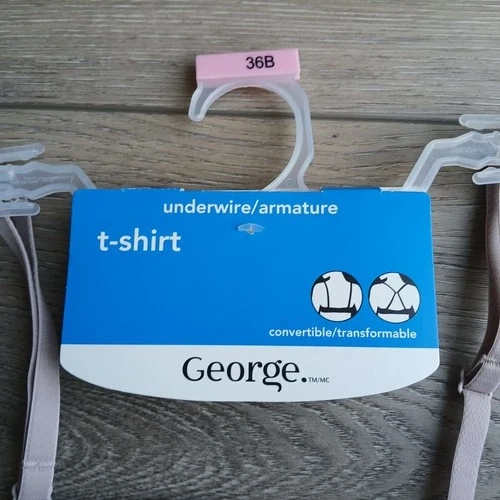 36B
underwire/armature
t-shirt
convertible/transformable
George.TM/MC